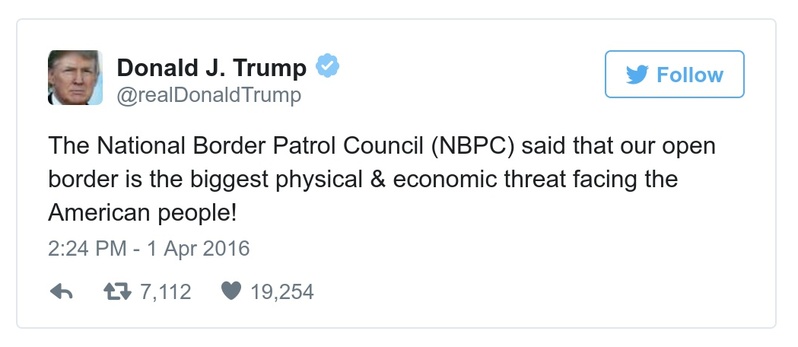 Donald J. Trump
@realDonaldTrump
Follow
The National Border Patrol Council (NBPC) said that our open
border is the biggest physical & economic threat facing the
American people!
2:24 PM - 1 Apr 2016
7,112 19,254